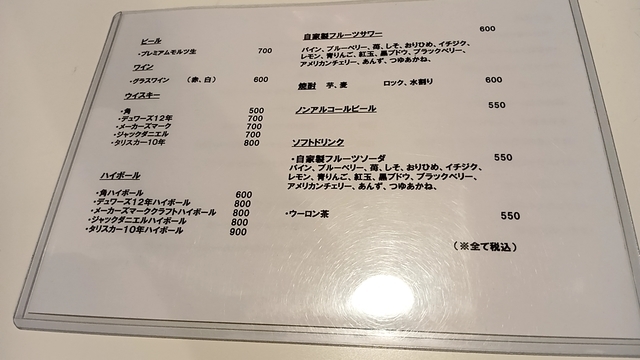 ビール
・プレミアムモルツ生 700
ワイン
・グラスワイン (赤、白) 600
ウイスキー
・角 500
・デュワーズ12年 700
・メーカーズマーク 700
・ジャックダニエル 700
・タリスカー10年 800
ハイボール
・角ハイボール 600
・デュワーズ12年ハイボール 800
・メーカーズマーククラフトハイボール 800
・ジャックダニエルハイボール 800
・タリスカー10年ハイボール 900
自家製フルーツサワー 600
パイン、ブルーベリー、苺、しそ、おりひめ、イチジク、
レモン、青りんご、紅玉、黒ブドウ、ブラックベリー、
アメリカンチェリー、あんず、つゆあかね、
焼酎 芋、麦 ロック、水割り 600
ノンアルコールビール 550
ソフトドリンク
・自家製フルーツソーダ 550
パイン、ブルーベリー、苺、しそ、おりひめ、イチジク、
レモン、青りんご、紅玉、黒ブドウ、ブラックベリー、
アメリカンチェリー、あんず、つゆあかね、
・ウーロン茶 550
(※全て税込)